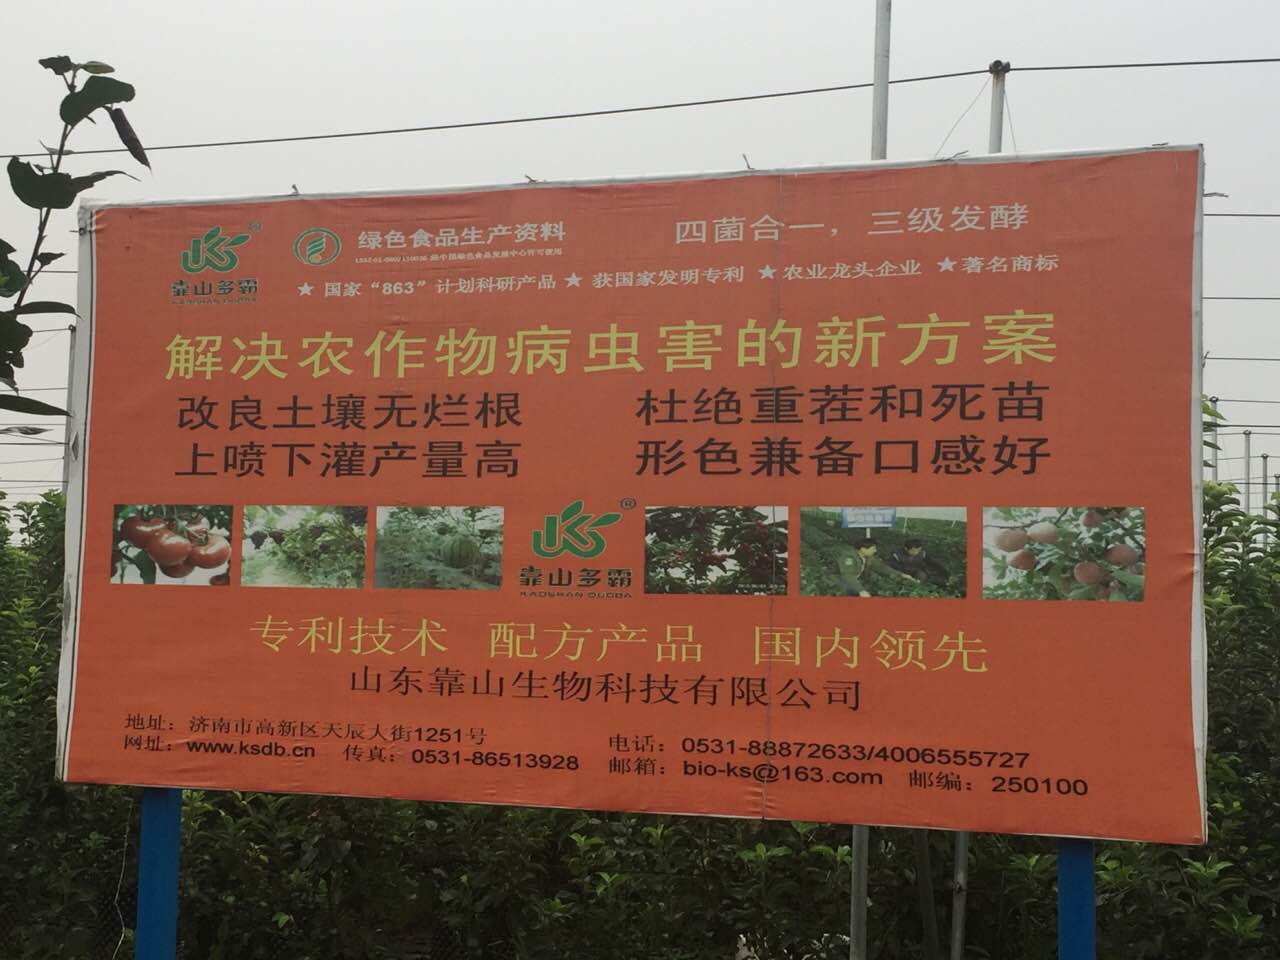 靠山多霸
绿色食品生产资料
四菌合一，三级发酵
★ 国家“863”计划科研产品 ★ 获国家发明专利 ★农业龙头企业 ★著名商标
解决农作物病虫害的新方案
改良土壤无烂根 杜绝重茬和死苗
上喷下灌产量高 形色兼备口感好
靠山多霸
KAOSHAN DUOBA
专利技术 配方产品 国内领先
山东靠山生物科技有限公司
地址：济南市高新区天辰大街1251号 电话：0531-88872633/4006555727
网址：www.ksdb.cn 传真：0531-86513928 邮箱：bio-ks@163.com 邮编：250100